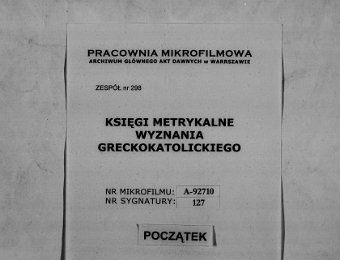 PRACOWNIA MIKROFILMOWA
ARCHIWUM GŁÓWNEGO AKT DAWNYCH w WARRSZAWIE
ZESPÓŁ nr 298
KSIĘGI METRYKALNE
WYZNANIA
GRECKOKATOLICKIEGO
NR MIKROFILMU: A-92710
NR SYGNATURY: 127
POCZĄTEK